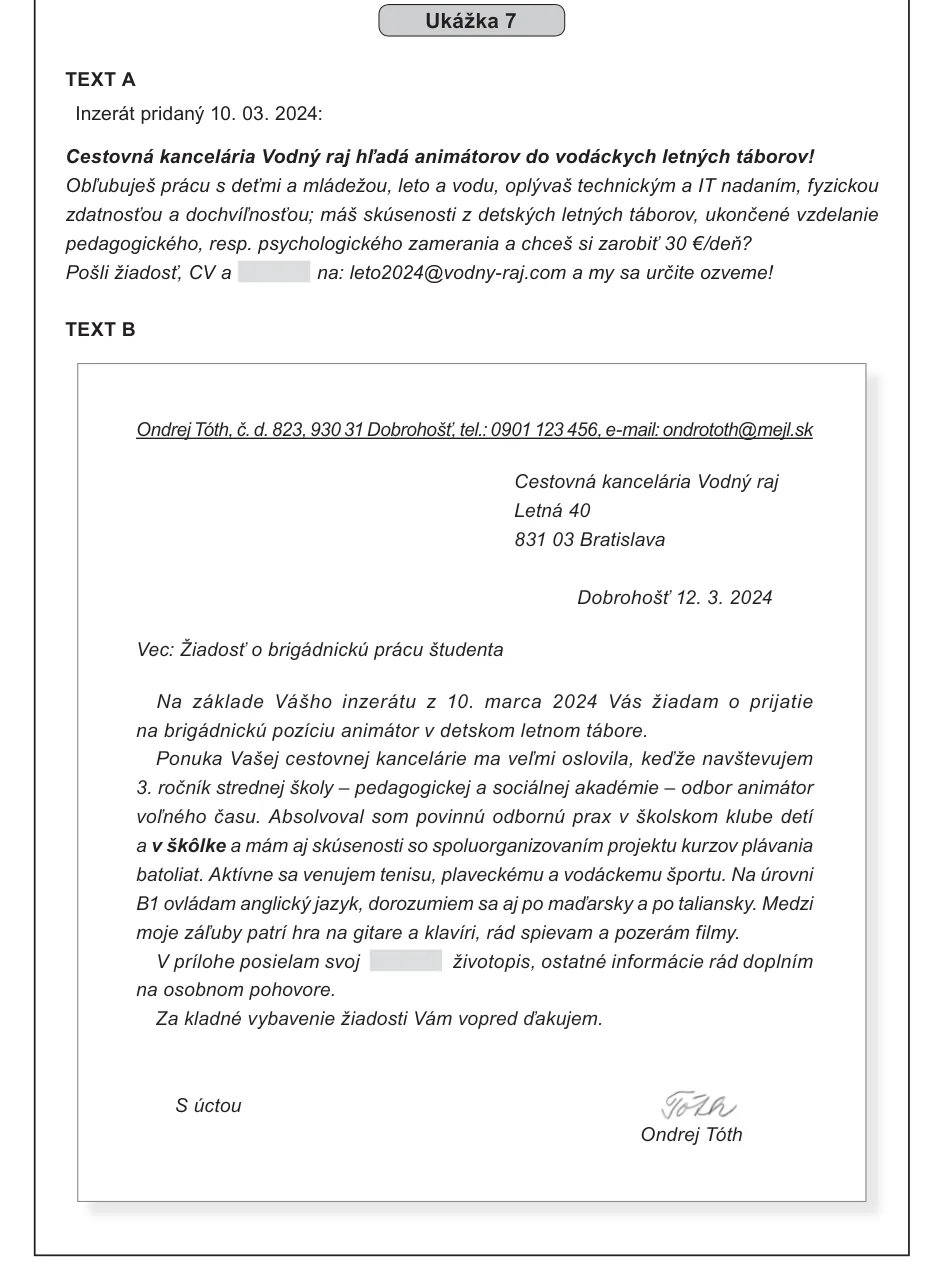 Ukážka 7
TEXT A
Inzerát pridaný 10. 03. 2024:
Cestovná kancelária Vodný raj hľadá animátorov do vodáckych letných táborov!
Obľubuješ prácu s deťmi a mládežou, leto a vodu, oplývaš technickým a IT nadaním, fyzickou
zdatnosťou a dochvíľnosťou; máš skúsenosti z detských letných táborov, ukončené vzdelanie
pedagogického, resp. psychologického zamerania a chceš si zarobiť 30 €/deň?
Pošli žiadosť, CV a na: leto2024@vodny-raj.com a my sa určite ozveme!
TEXT B
Ondrej Tóth, č. d. 823, 930 31 Dobrohošť, tel.: 0901 123 456, e-mail: ondrototh@mejl.sk
Cestovná kancelária Vodný raj
Letná 40
831 03 Bratislava
Dobrohošť 12. 3. 2024
Vec: Žiadosť o brigádnickú prácu študenta
Na základe Vášho inzerátu z 10. marca 2024 Vás žiadam o prijatie
na brigádnickú pozíciu animátor v detskom letnom tábore.
Ponuka Vašej cestovnej kancelárie ma veľmi oslovila, keďže navštevujem
3. ročník strednej školy – pedagogickej a sociálnej akadémie – odbor animátor
voľného času. Absolvoval som povinnú odbornú prax v školskom klube detí
a v škôlke a mám aj skúsenosti so spoluorganizovaním projektu kurzov plávania
batoliat. Aktívne sa venujem tenisu, plaveckému a vodáckemu športu. Na úrovni
B1 ovládam anglický jazyk, dorozumiem sa aj po maďarsky a po taliansky. Medzi
moje záľuby patrí hra na gitare a klavíri, rád spievam a pozerám filmy.
V prílohe posielam svoj životopis, ostatné informácie rád doplním
na osobnom pohovore.
Za kladné vybavenie žiadosti Vám vopred ďakujem.
S úctou
Tóth
Ondrej Tóth